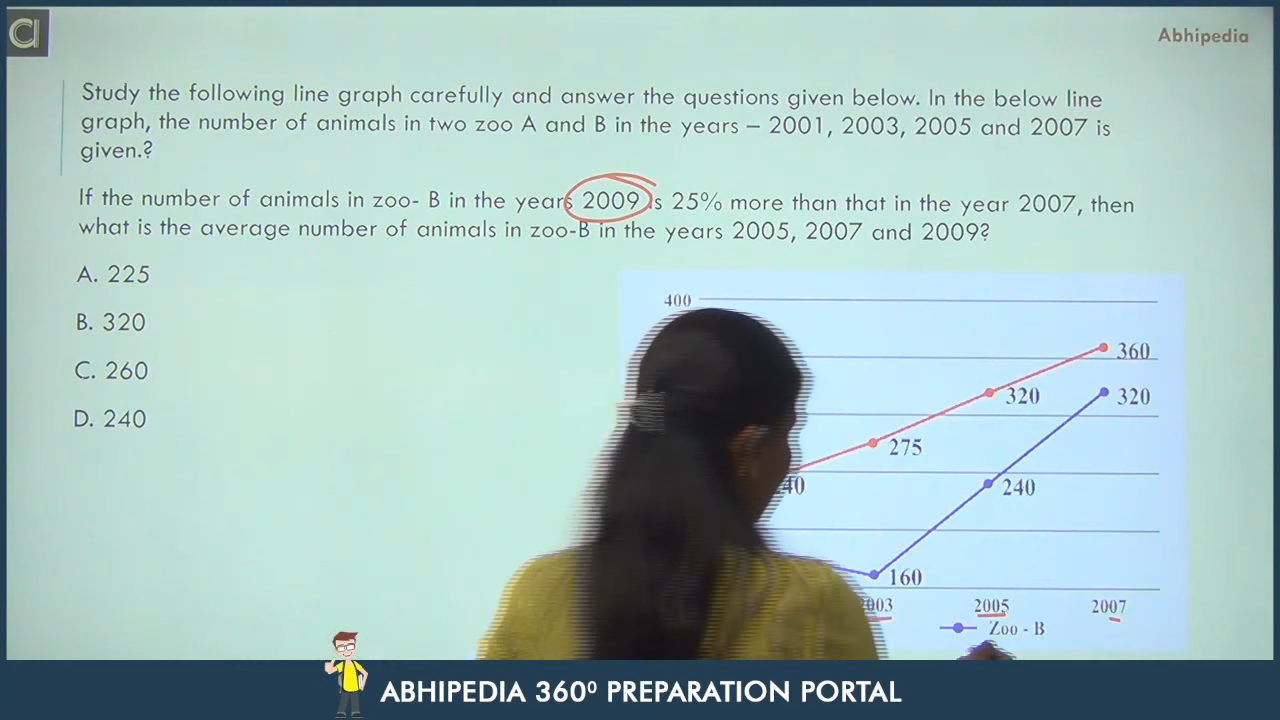 Abhipedia
Study the following line graph carefully and answer the questions given below. In the below line
graph, the number of animals in two zoo A and B in the years – 2001, 2003, 2005 and 2007 is
given.?
If the number of animals in zoo- B in the years 2009 is 25% more than that in the year 2007, then
what is the average number of animals in zoo-B in the years 2005, 2007 and 2009?
A. 225
B. 320
C. 260
D. 240
400
360
320
320
275
240
160
2005
2007
Zoo - B
ABHIPEDIA 360⁰ PREPARATION PORTAL